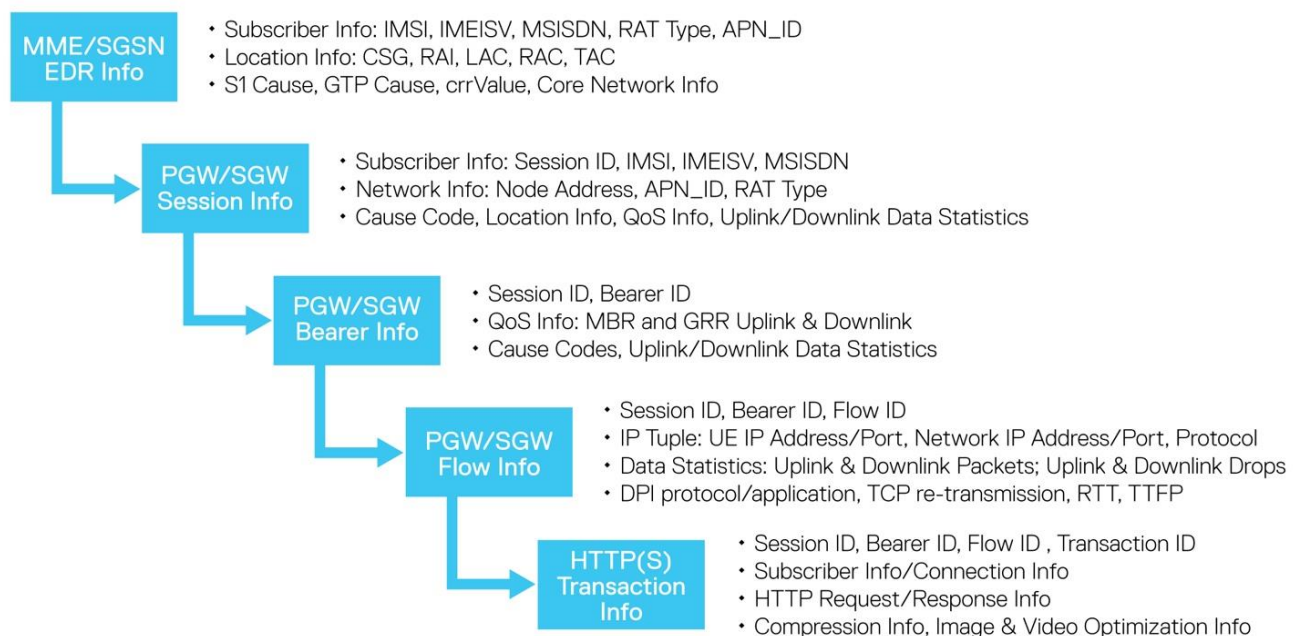 MME/SGSN
EDR Info
• Subscriber Info: IMSI, IMEISV, MSISDN, RAT Type, APN_ID
• Location Info: CSG, RAI, LAC, RAC, TAC
• S1 Cause, GTP Cause, crrValue, Core Network Info
PGW/SGW
Session Info
• Subscriber Info: Session ID, IMSI, IMEISV, MSISDN
• Network Info: Node Address, APN_ID, RAT Type
• Cause Code, Location Info, QoS Info, Uplink/Downlink Data Statistics
PGW/SGW
Bearer Info
• Session ID, Bearer ID
• QoS Info: MBR and GRR Uplink & Downlink
• Cause Codes, Uplink/Downlink Data Statistics
PGW/SGW
Flow Info
• Session ID, Bearer ID, Flow ID
• IP Tuple: UE IP Address/Port, Network IP Address/Port, Protocol
• Data Statistics: Uplink & Downlink Packets; Uplink & Downlink Drops
• DPI protocol/application, TCP re-transmission, RTT, TTFP
HTTP(S)
Transaction
Info
• Session ID, Bearer ID, Flow ID , Transaction ID
• Subscriber Info/Connection Info
• HTTP Request/Response Info
• Compression Info, Image & Video Optimization Info